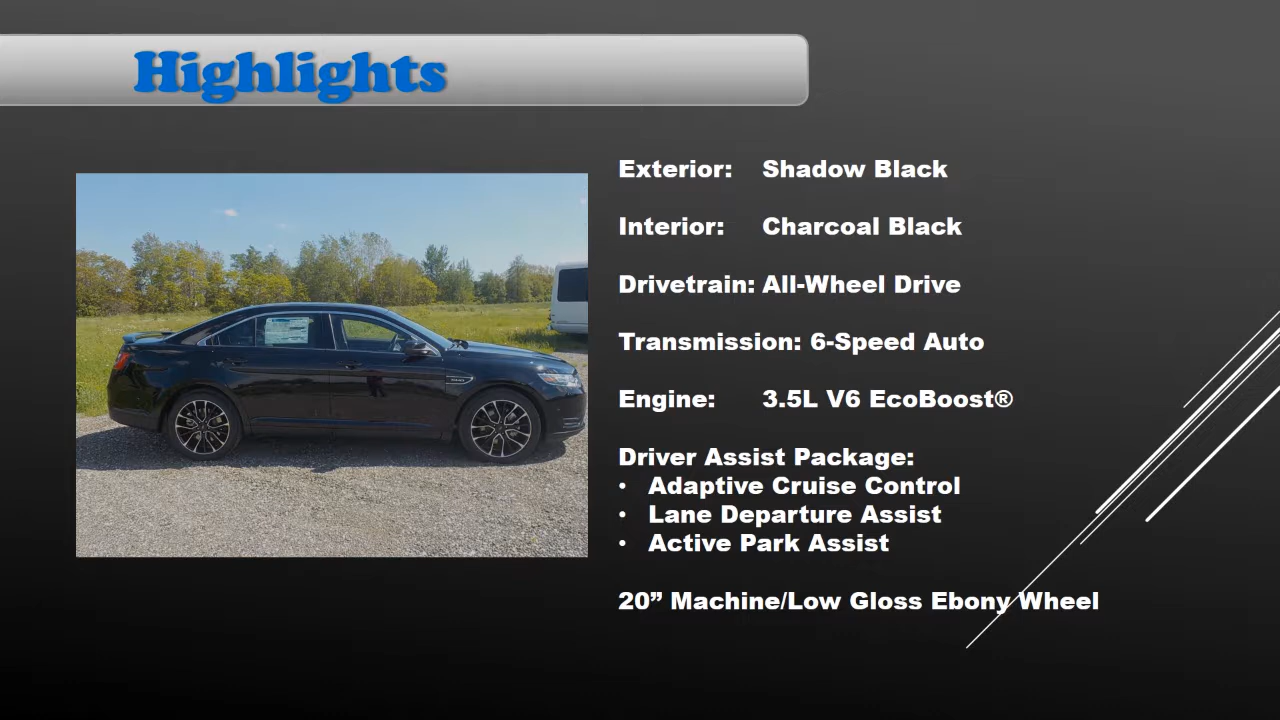 Highlights
Exterior: Shadow Black
Interior: Charcoal Black
Drivetrain: All-Wheel Drive
Transmission: 6-Speed Auto
Engine: 3.5L V6 EcoBoost®
Driver Assist Package:
• Adaptive Cruise Control
• Lane Departure Assist
• Active Park Assist
20” Machine/Low Gloss Ebony Wheel